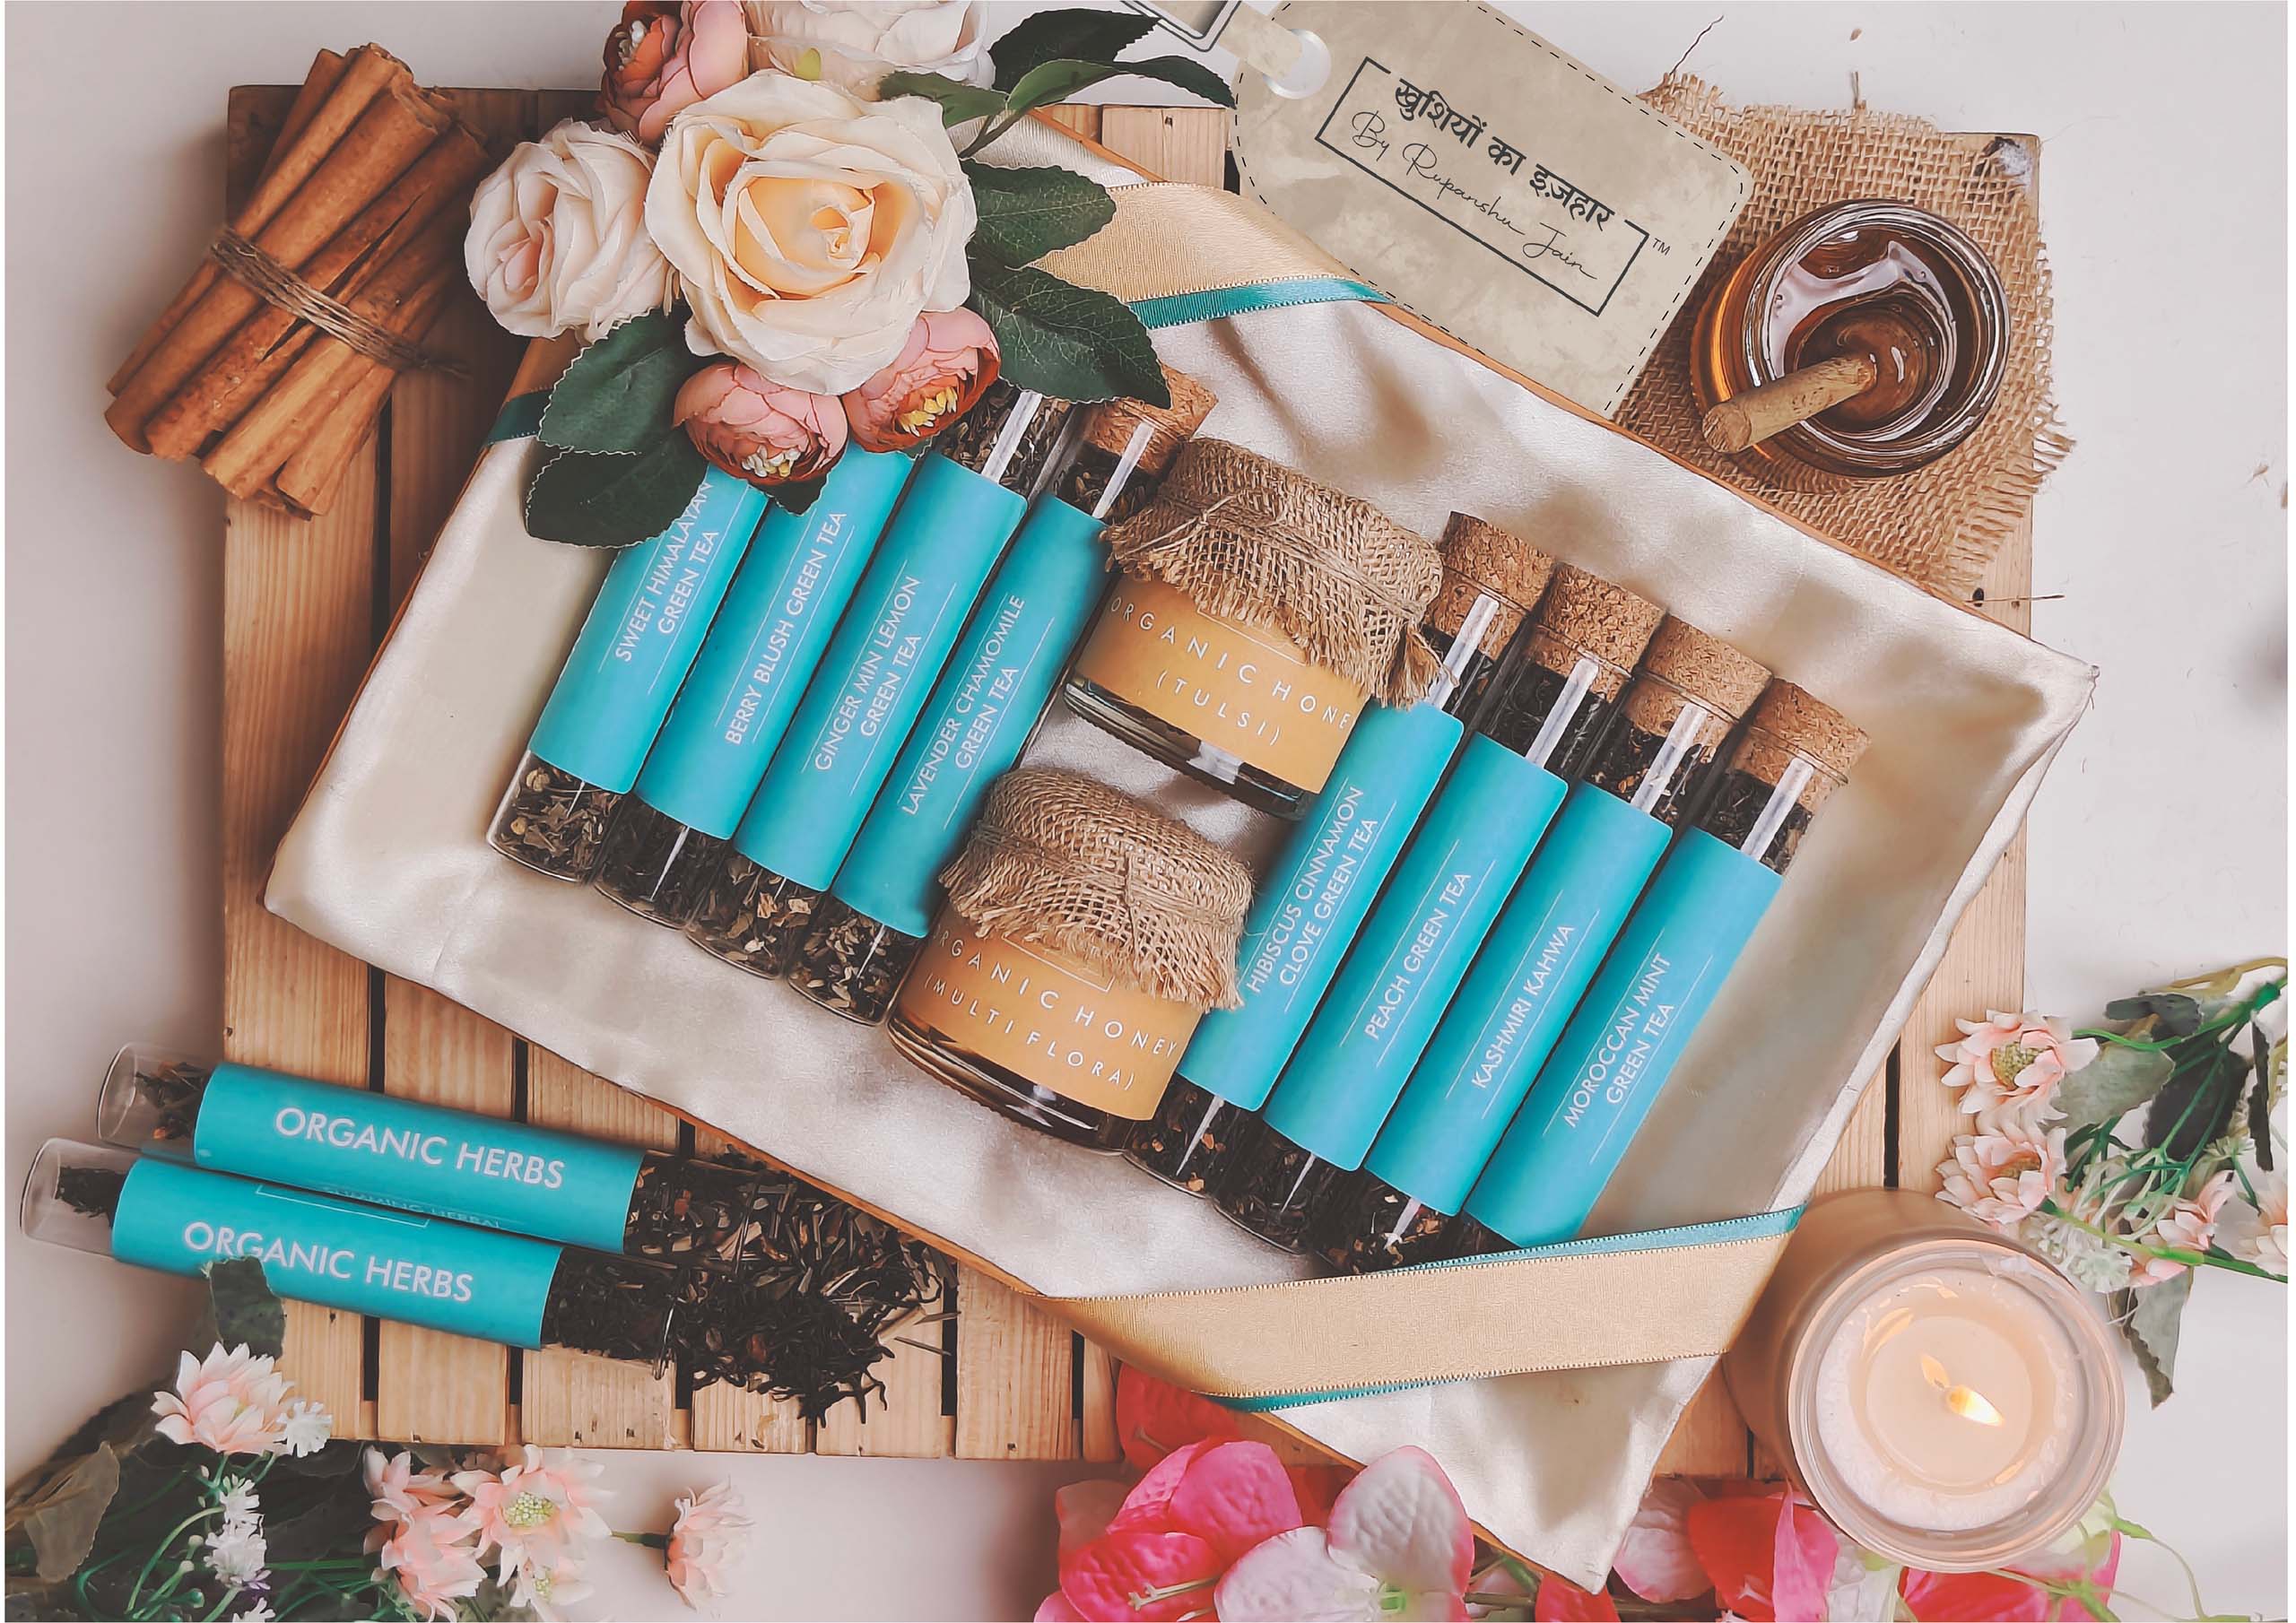 खुशियों का इज़हार
By Rupanshu Jain
TM
SWEET HIMALAYAN
GREEN TEA
BERRY BLUSH GREEN TEA
GINGER MIN LEMON
GREEN TEA
LAVENDER CHAMOMILE
GREEN TEA
ORGANIC HONE
(TULSI)
RGANIC HONEY
(MULTI FLORA)
HIBISCUS CINNAMON
CLOVE GREEN TEA
PEACH GREEN TEA
KASHMIRI KAHWA
MOROCCAN MINT
GREEN TEA
ORGANIC HERBS
ORGANIC HERBS